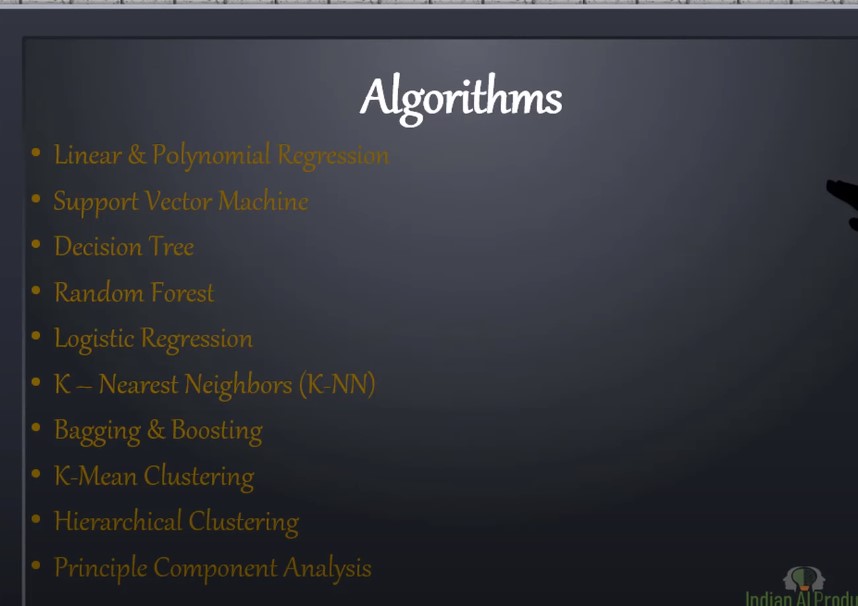 Algorithms
• Linear & Polynomial Regression
• Support Vector Machine
• Decision Tree
• Random Forest
• Logistic Regression
• K – Nearest Neighbors (K-NN)
• Bagging & Boosting
• K-Mean Clustering
• Hierarchical Clustering
• Principle Component Analysis
Indian AI Produ